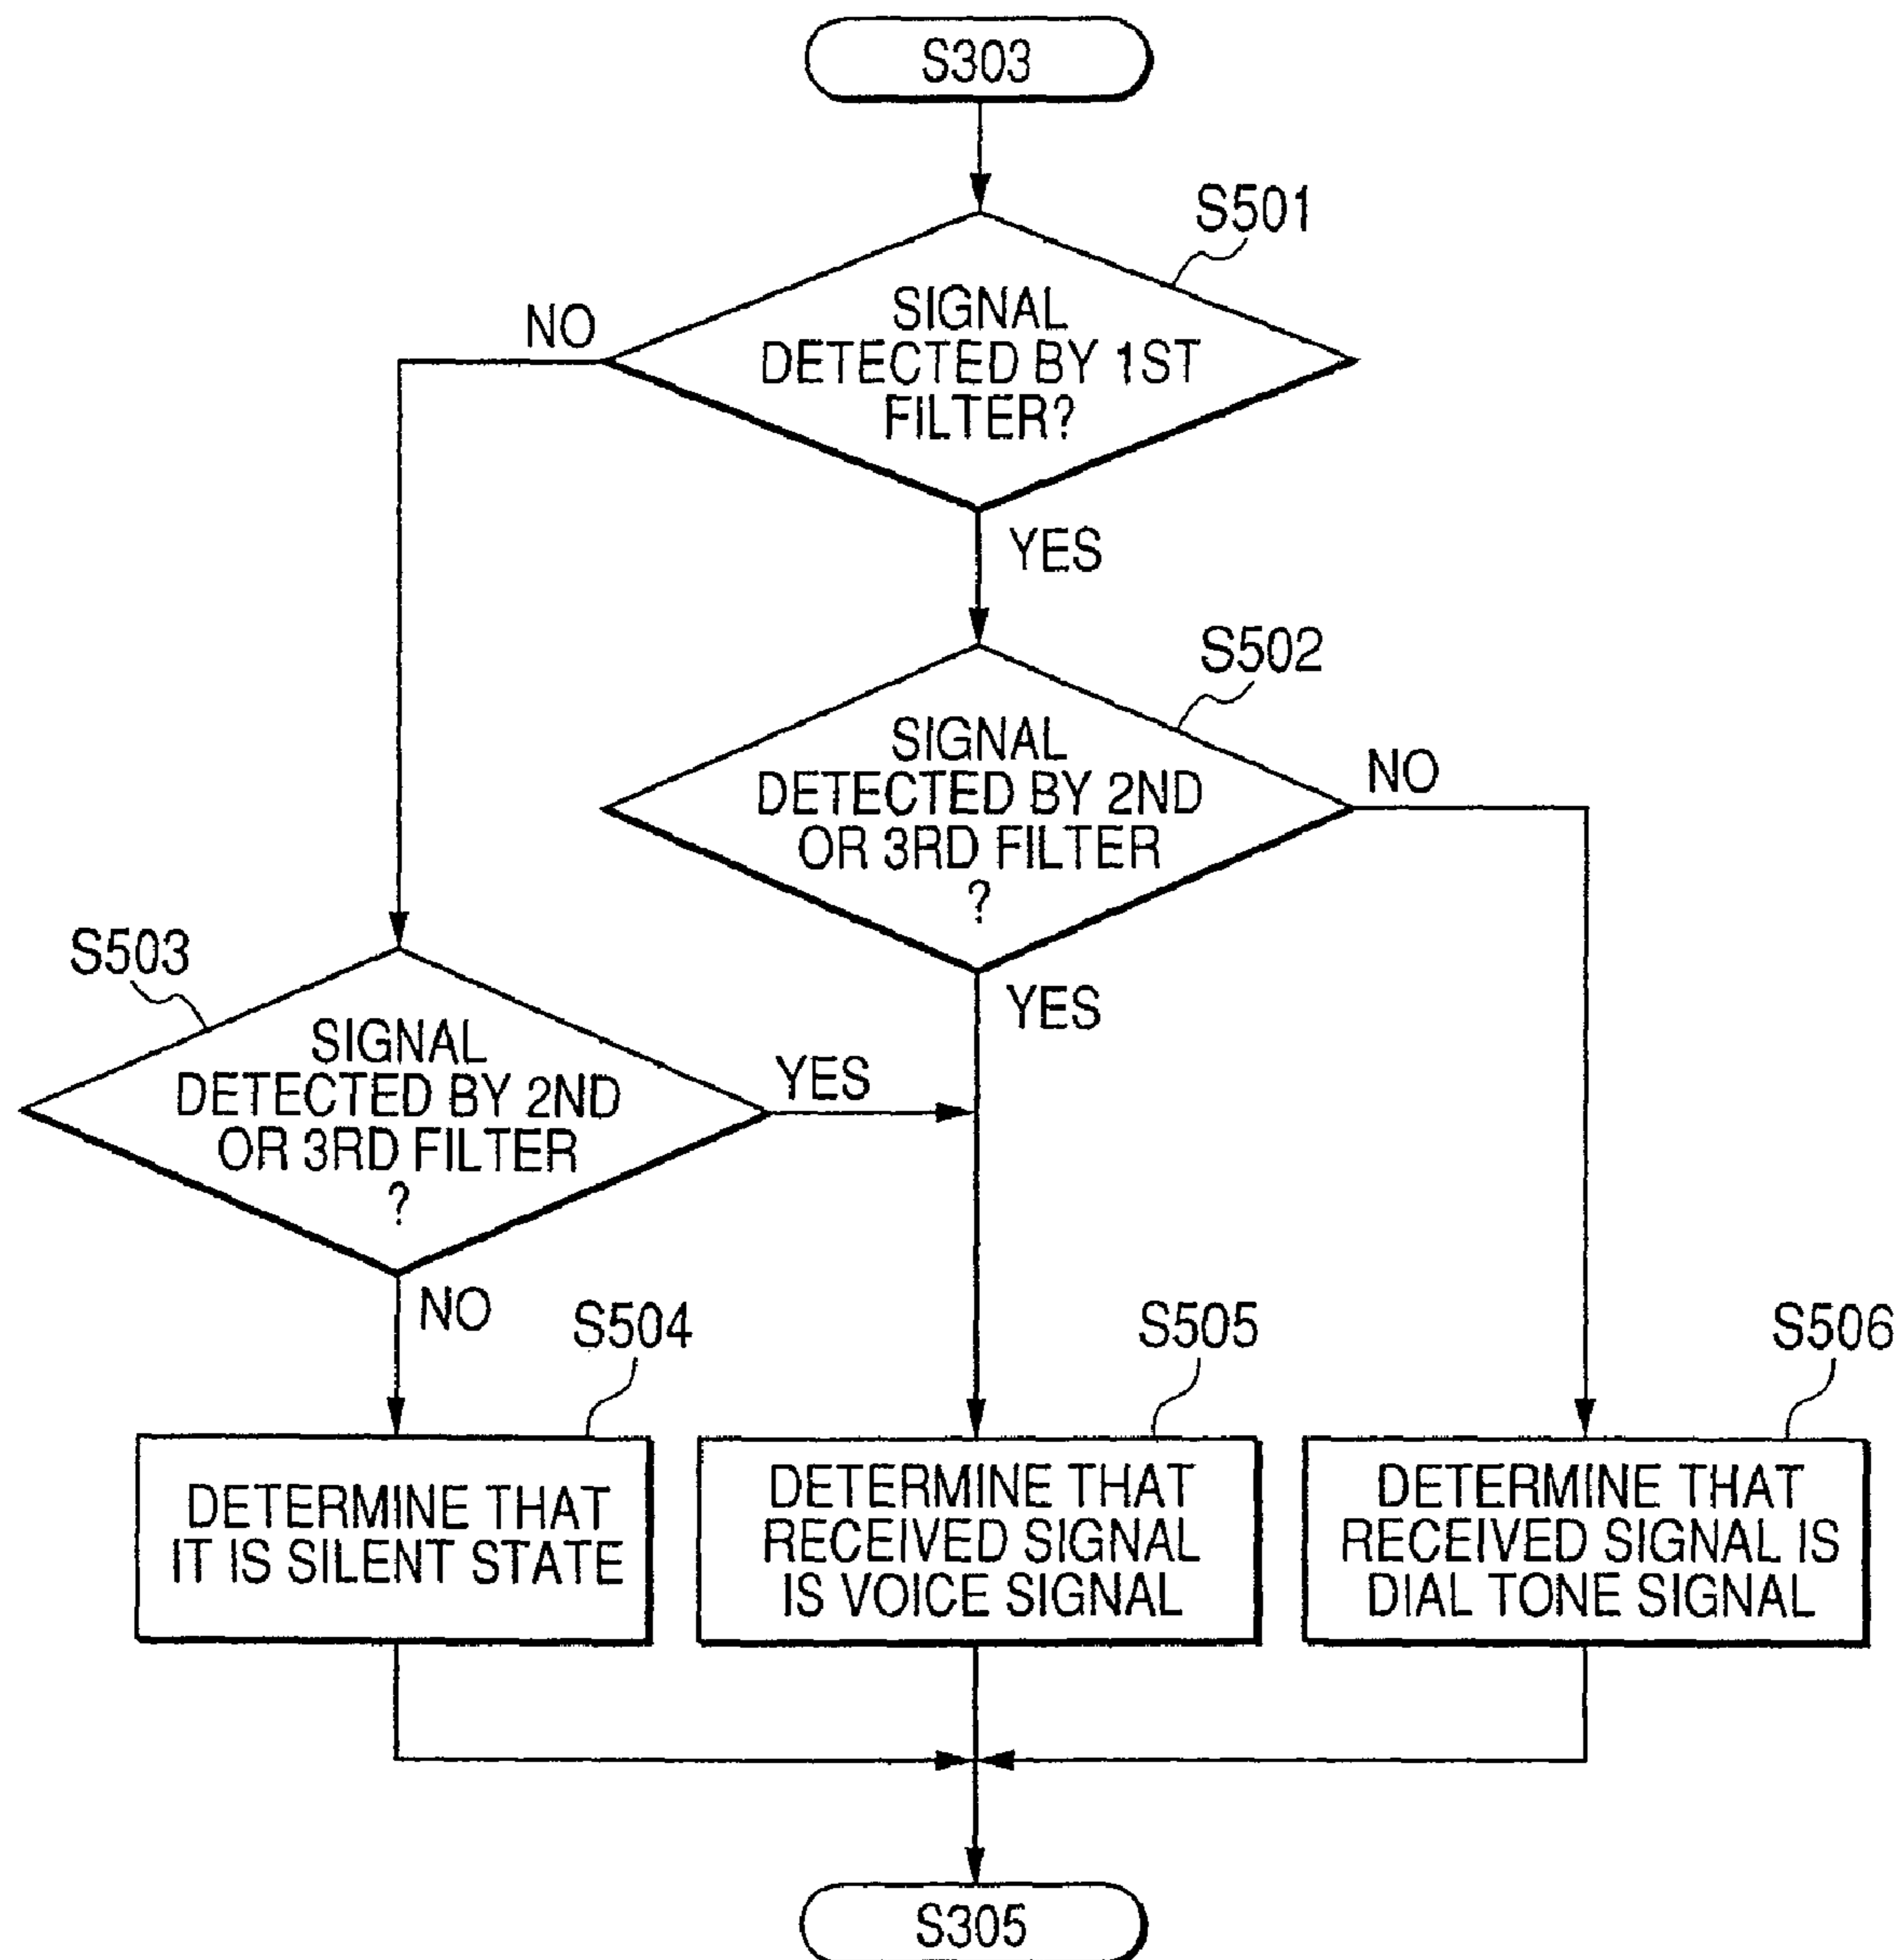 S303
S501
SIGNAL
DETECTED BY 1ST
FILTER?
NO
YES
S502
SIGNAL
DETECTED BY 2ND
OR 3RD FILTER
?
NO
YES
S503
SIGNAL
DETECTED BY 2ND
OR 3RD FILTER
?
YES
NO
S504
DETERMINE THAT
IT IS SILENT STATE
S505
DETERMINE THAT
RECEIVED SIGNAL
IS VOICE SIGNAL
S506
DETERMINE THAT
RECEIVED SIGNAL IS
DIAL TONE SIGNAL
S305